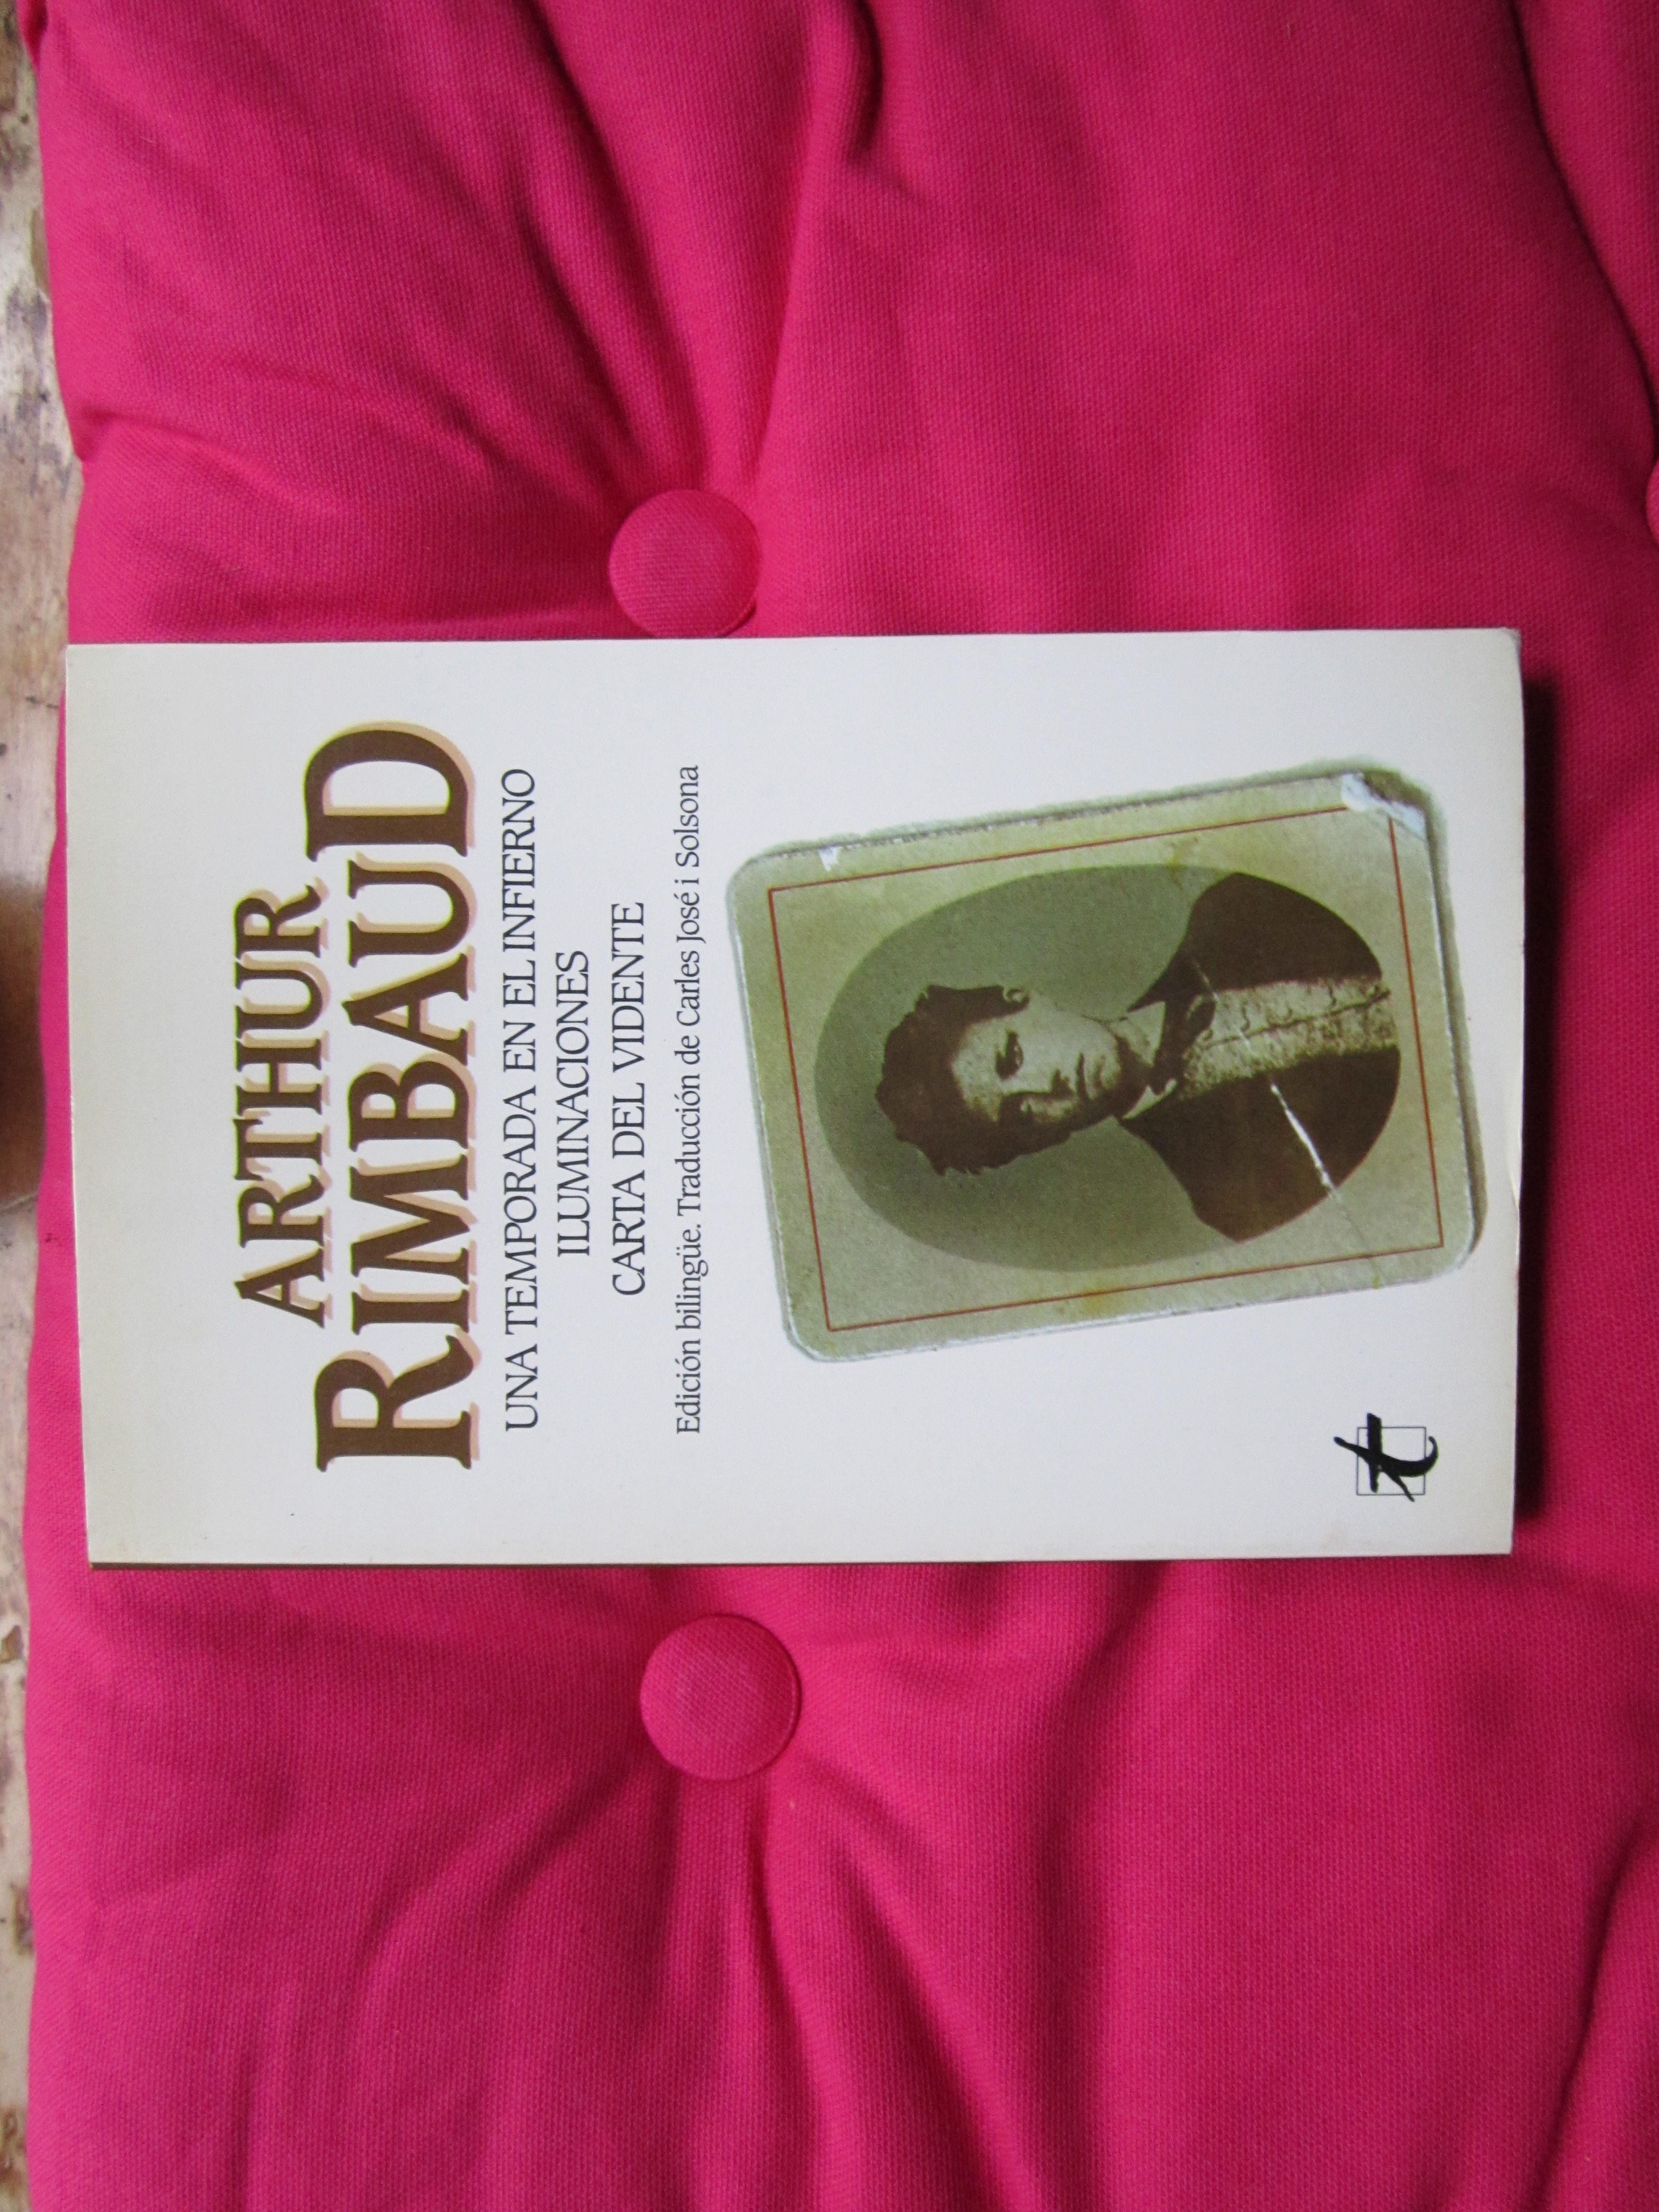 ARTHUR
RIMBAUD
UNA TEMPORADA EN EL INFIERNO
ILUMINACIONES
CARTA DEL VIDENTE
Edición bilingüe. Traducción de Carles José i Solsona
t